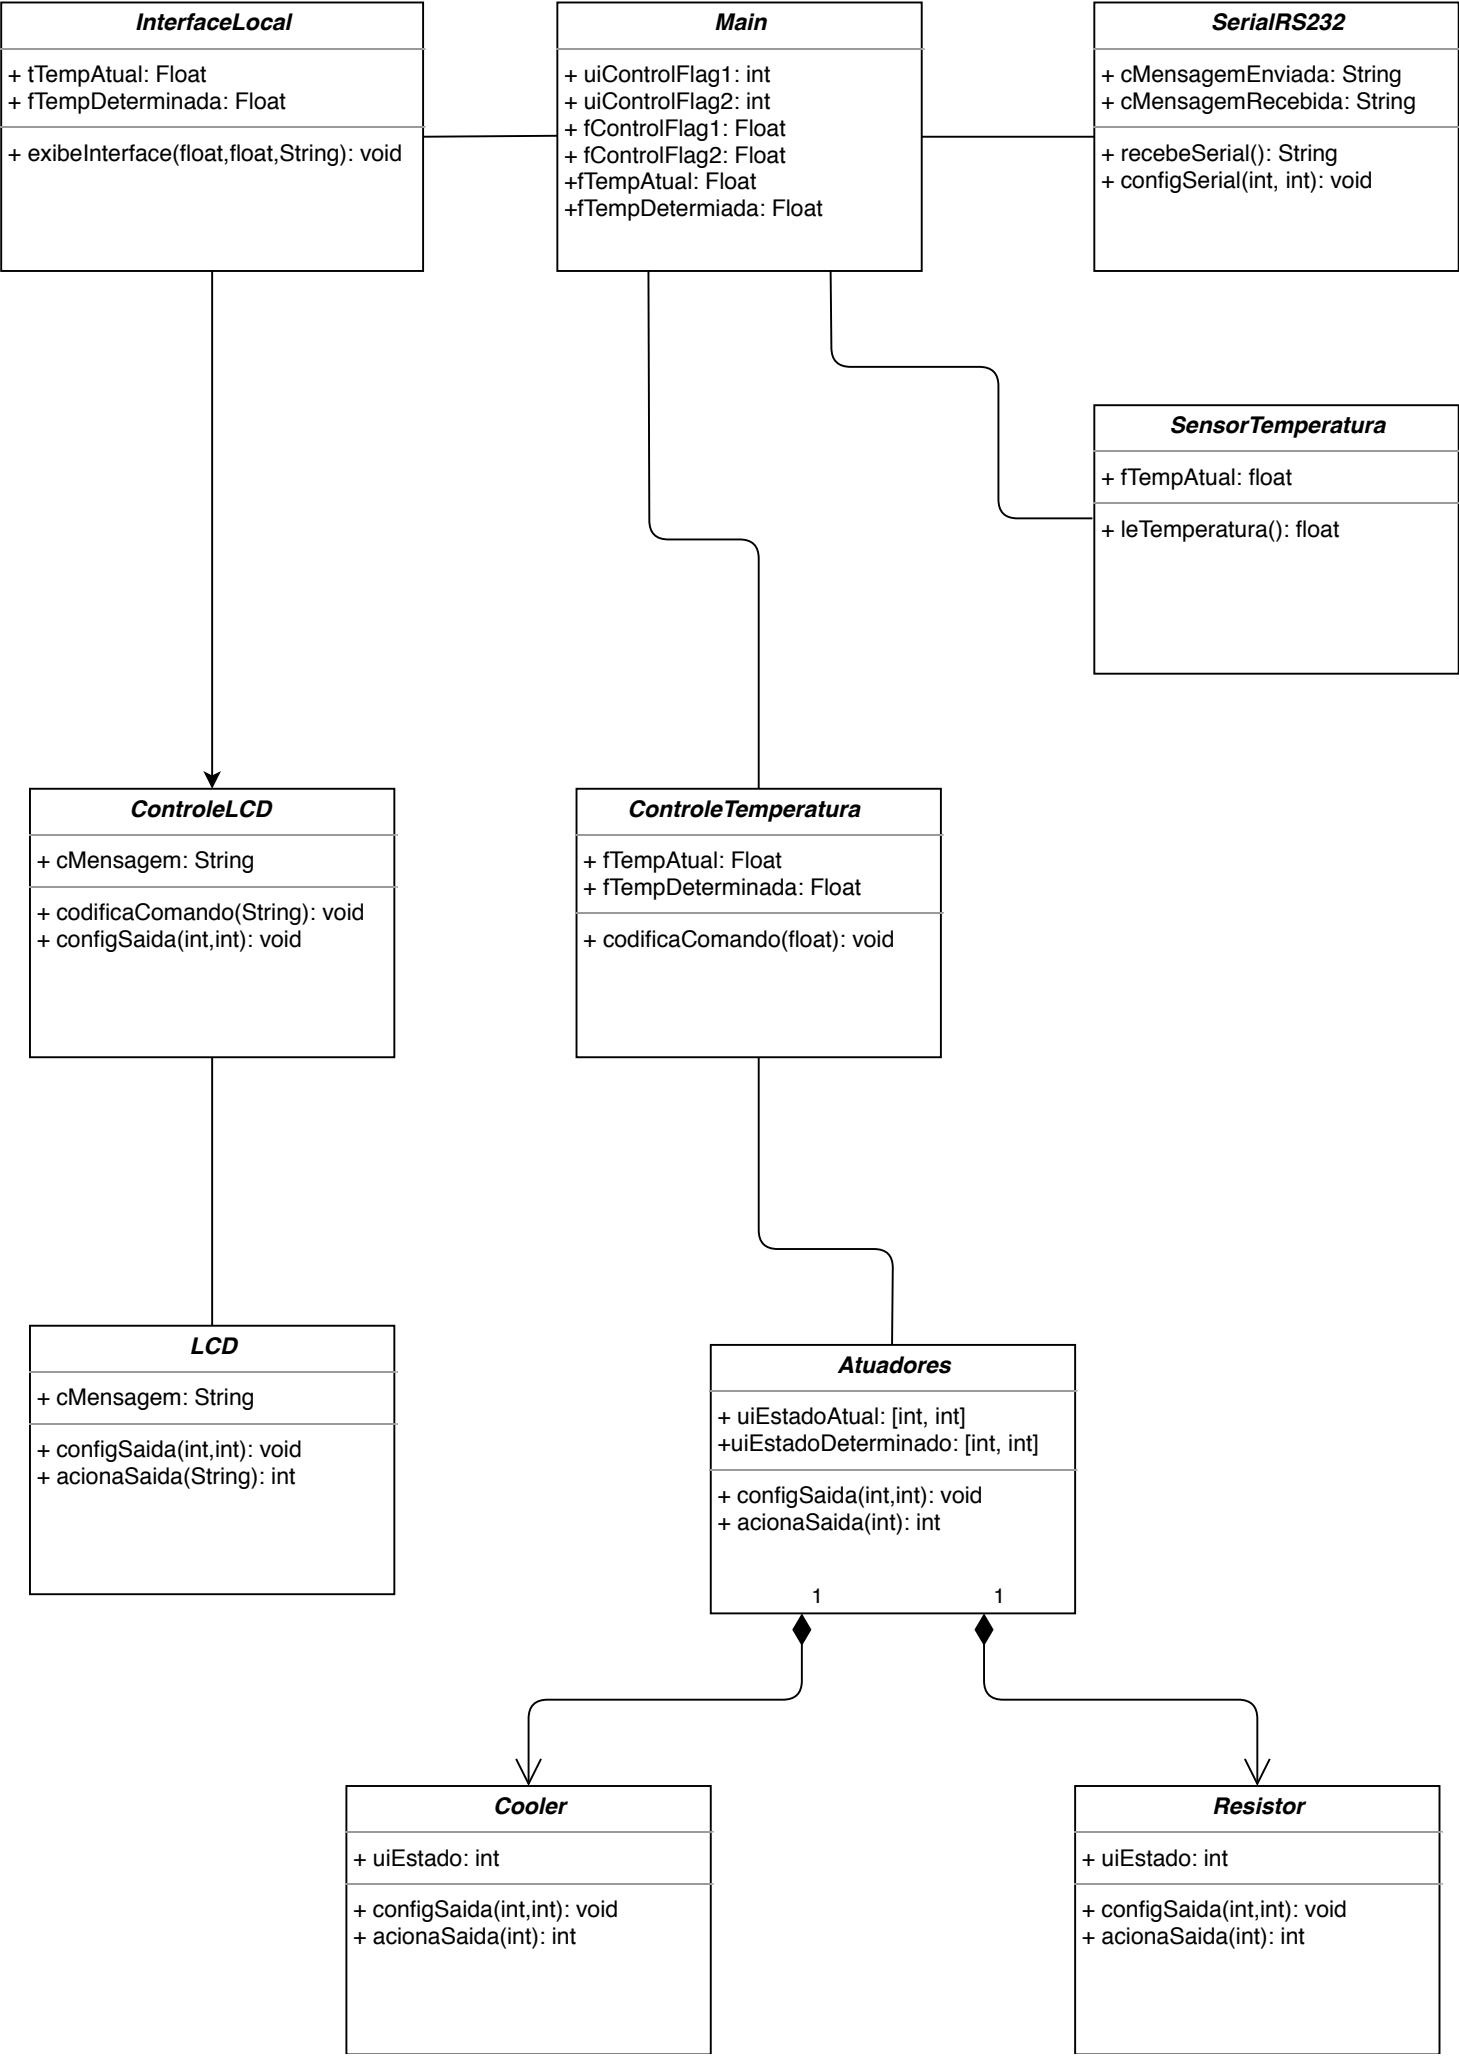 InterfaceLocal
+ tTempAtual: Float
+ fTempDeterminada: Float
+ exibeInterface(float,float,String): void
Main
+ uiControlFlag1: int
+ uiControlFlag2: int
+ fControlFlag1: Float
+ fControlFlag2: Float
+fTempAtual: Float
+fTempDetermiada: Float
SerialRS232
+ cMensagemEnviada: String
+ cMensagemRecebida: String
+ recebeSerial(): String
+ configSerial(int, int): void
SensorTemperatura
+ fTempAtual: float
+ leTemperatura(): float
ControleLCD
+ cMensagem: String
+ codificaComando(String): void
+ configSaida(int,int): void
ControleTemperatura
+ fTempAtual: Float
+ fTempDeterminada: Float
+ codificaComando(float): void
LCD
+ cMensagem: String
+ configSaida(int,int): void
+ acionaSaida(String): int
Atuadores
+ uiEstadoAtual: [int, int]
+uiEstadoDeterminado: [int, int]
+ configSaida(int,int): void
+ acionaSaida(int): int
1
1
Cooler
+ uiEstado: int
+ configSaida(int,int): void
+ acionaSaida(int): int
Resistor
+ uiEstado: int
+ configSaida(int,int): void
+ acionaSaida(int): int